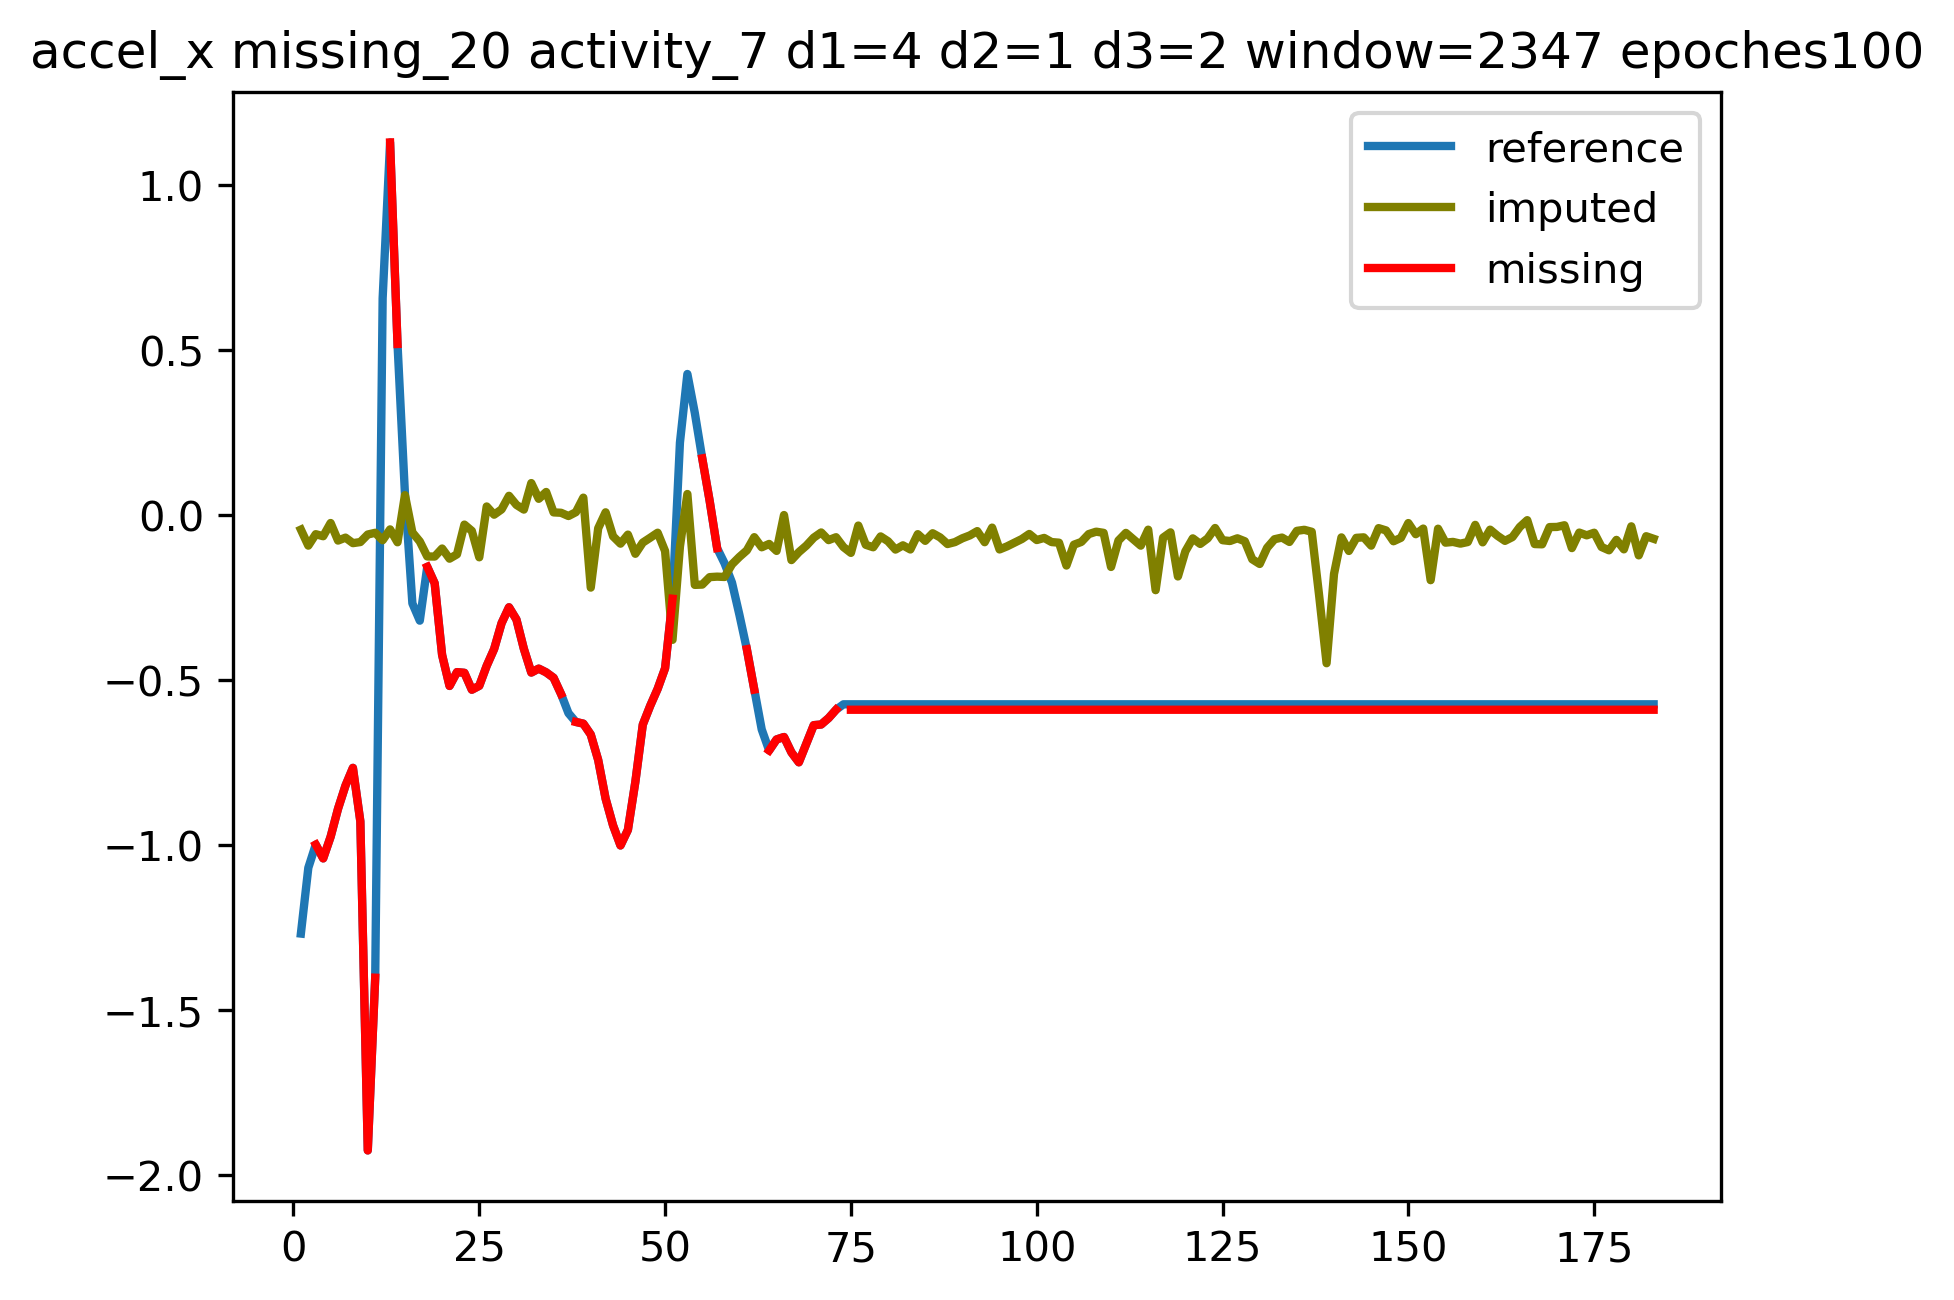 accel_x missing_20 activity_7 d1=4 d2=1 d3=2 window=2347 epoches100
reference
imputed
missing
1.0
0.5
0.0
−0.5
−1.0
−1.5
−2.0
0 25 50 75 100 125 150 175